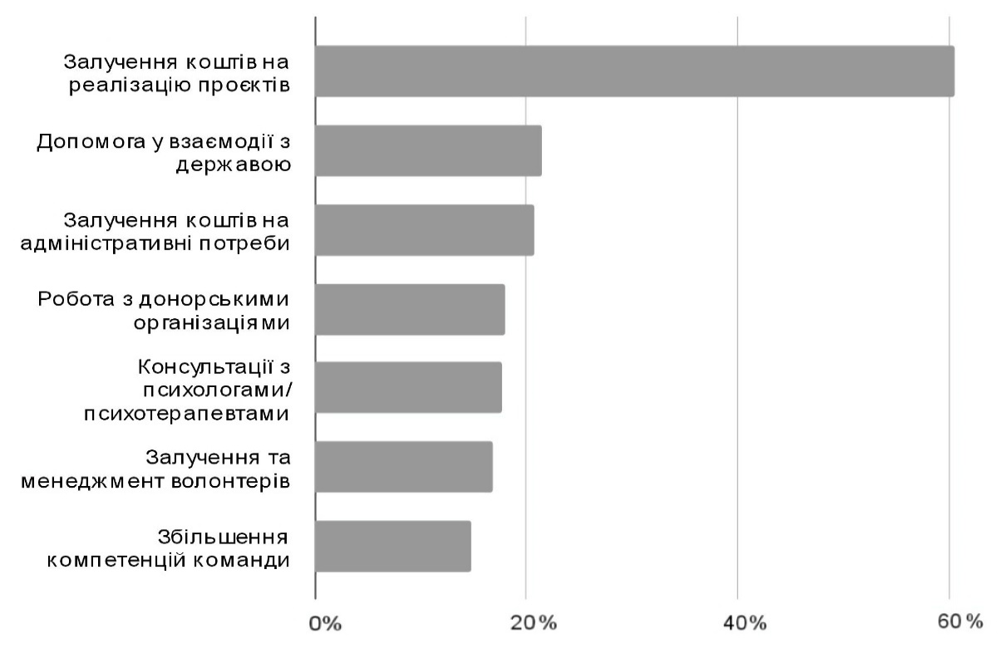 Залучення коштів на
реалізацію проєктів
Допомога у взаємодії з
державою
Залучення коштів на
адміністративні потреби
Робота з донорськими
організаціями
Консультації з
психологами/
психотерапевтами
Залучення та
менеджмент волонтерів
Збільшення
компетенцій команди
0% 20% 40% 60%